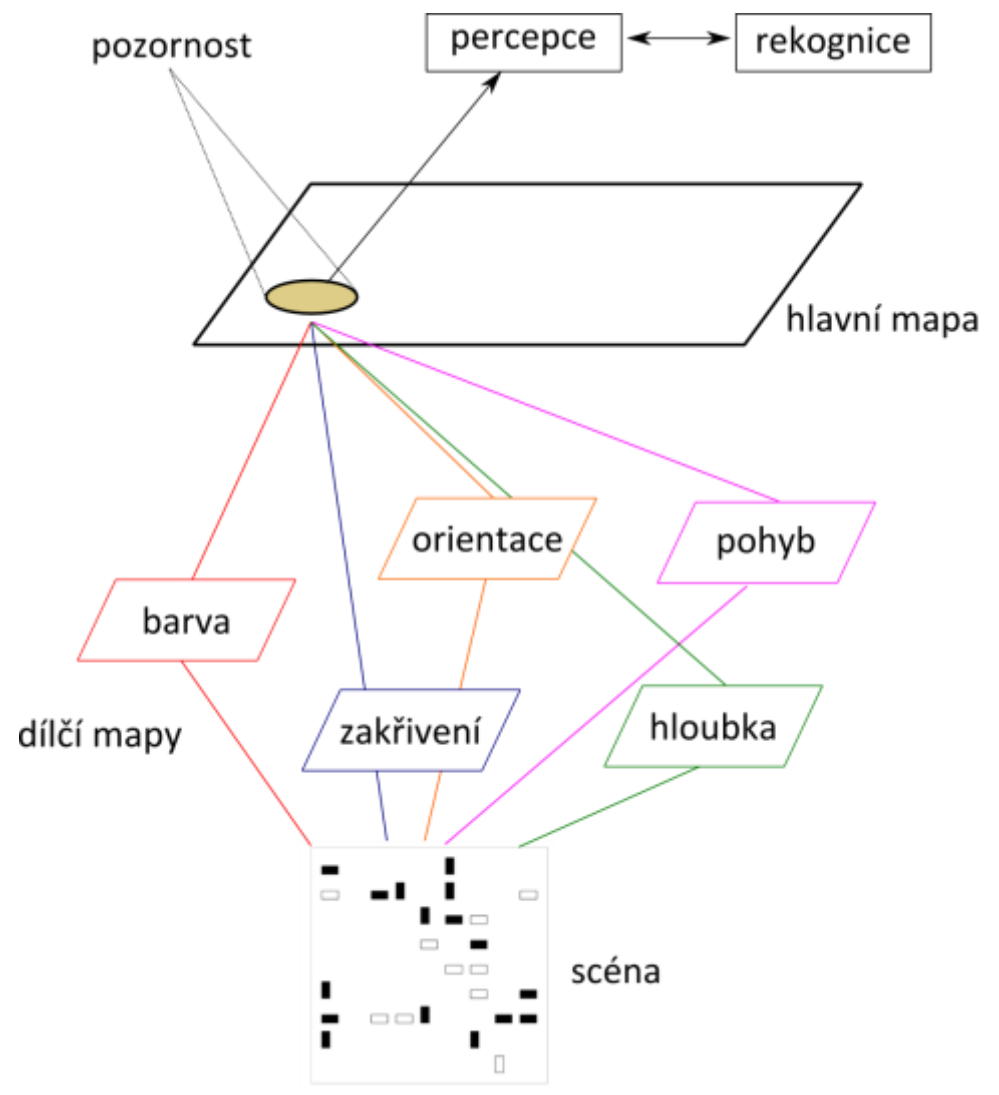 pozornost
percepce
rekognice
hlavní mapa
orientace
pohyb
barva
zakřivení
hloubka
dílčí mapy
scéna